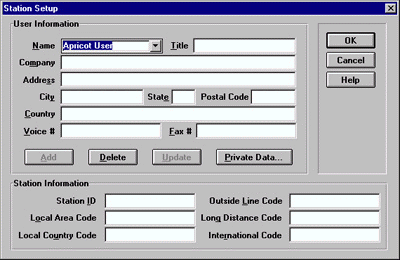 Station Setup
User Information
Name Apricot User Title
Company
Address
City State Postal Code
Country
Voice # Fax #
Add Delete Update Private Data...
OK
Cancel
Help
Station Information
Station ID Outside Line Code
Local Area Code Long Distance Code
Local Country Code International Code